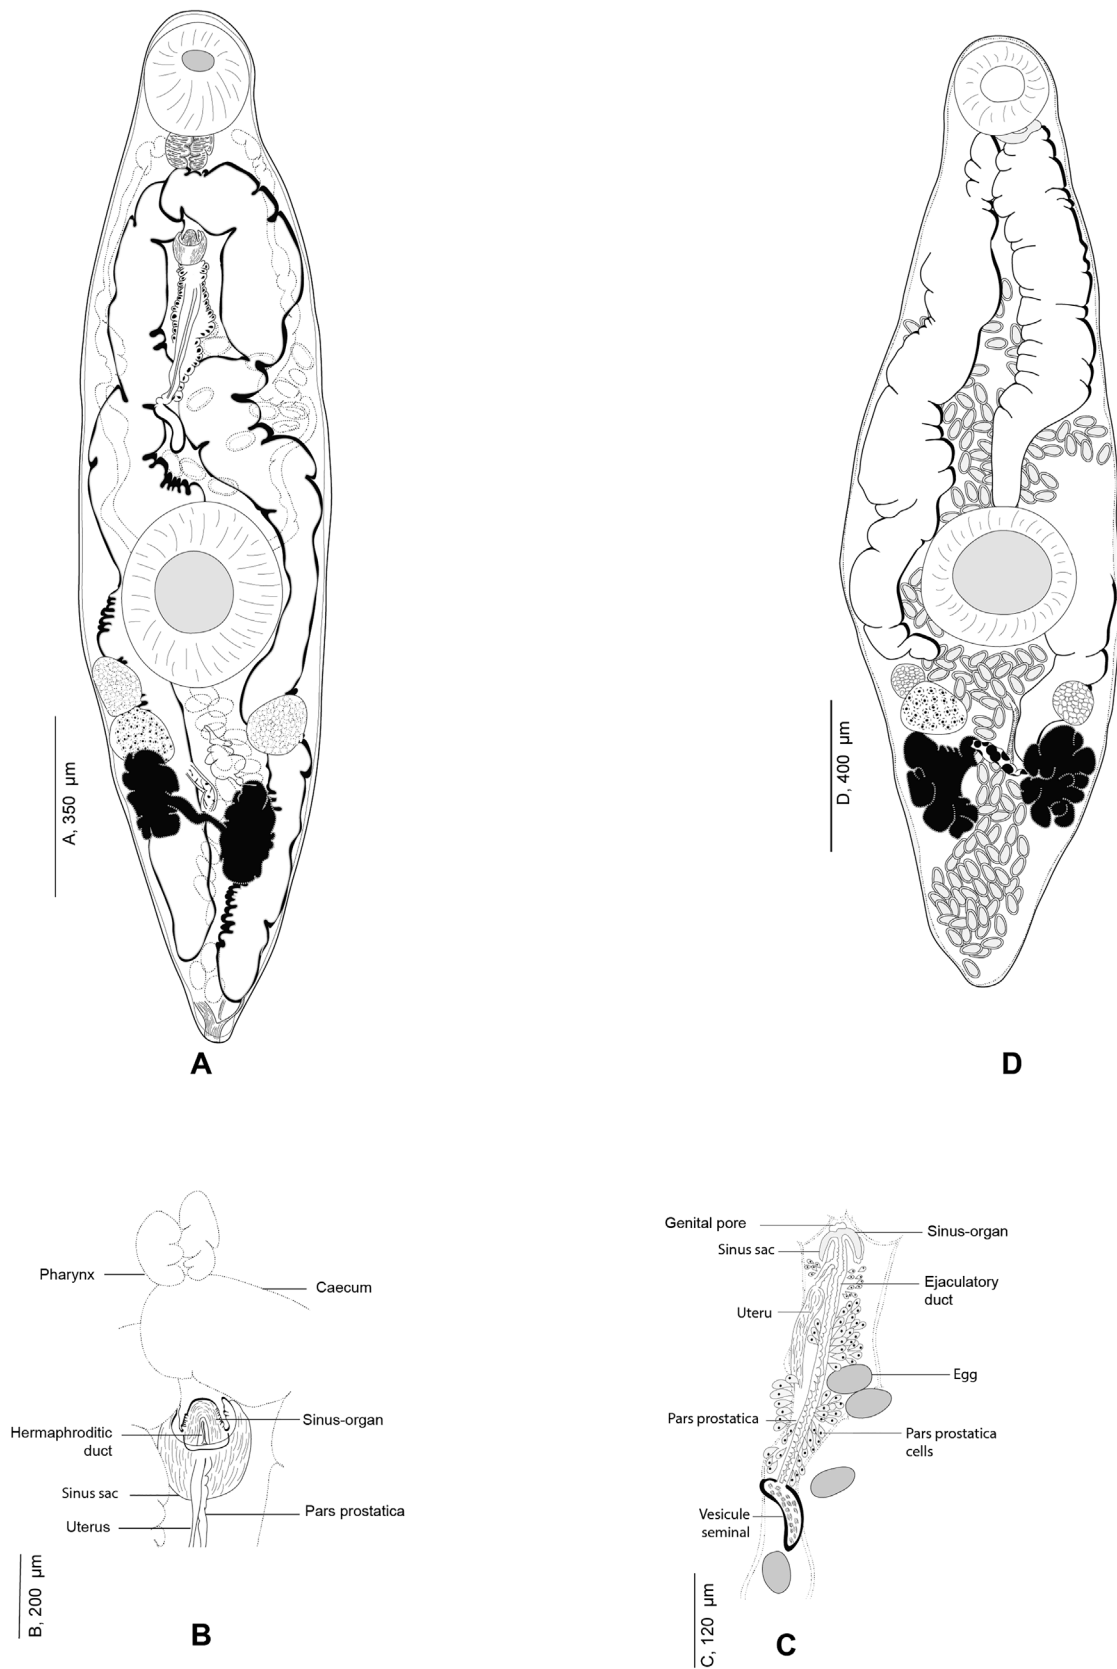 A, 350 µm
A
D, 400 µm
D
Pharynx
Caecum
Sinus-organ
Hermaphroditic
duct
Sinus sac
Uterus
Pars prostatica
B, 200 µm
B
Genital pore
Sinus-organ
Sinus sac
Ejaculatory
duct
Uteru
Egg
Pars prostatica
Pars prostatica
cells
Vesicule
seminal
C, 120 µm
C